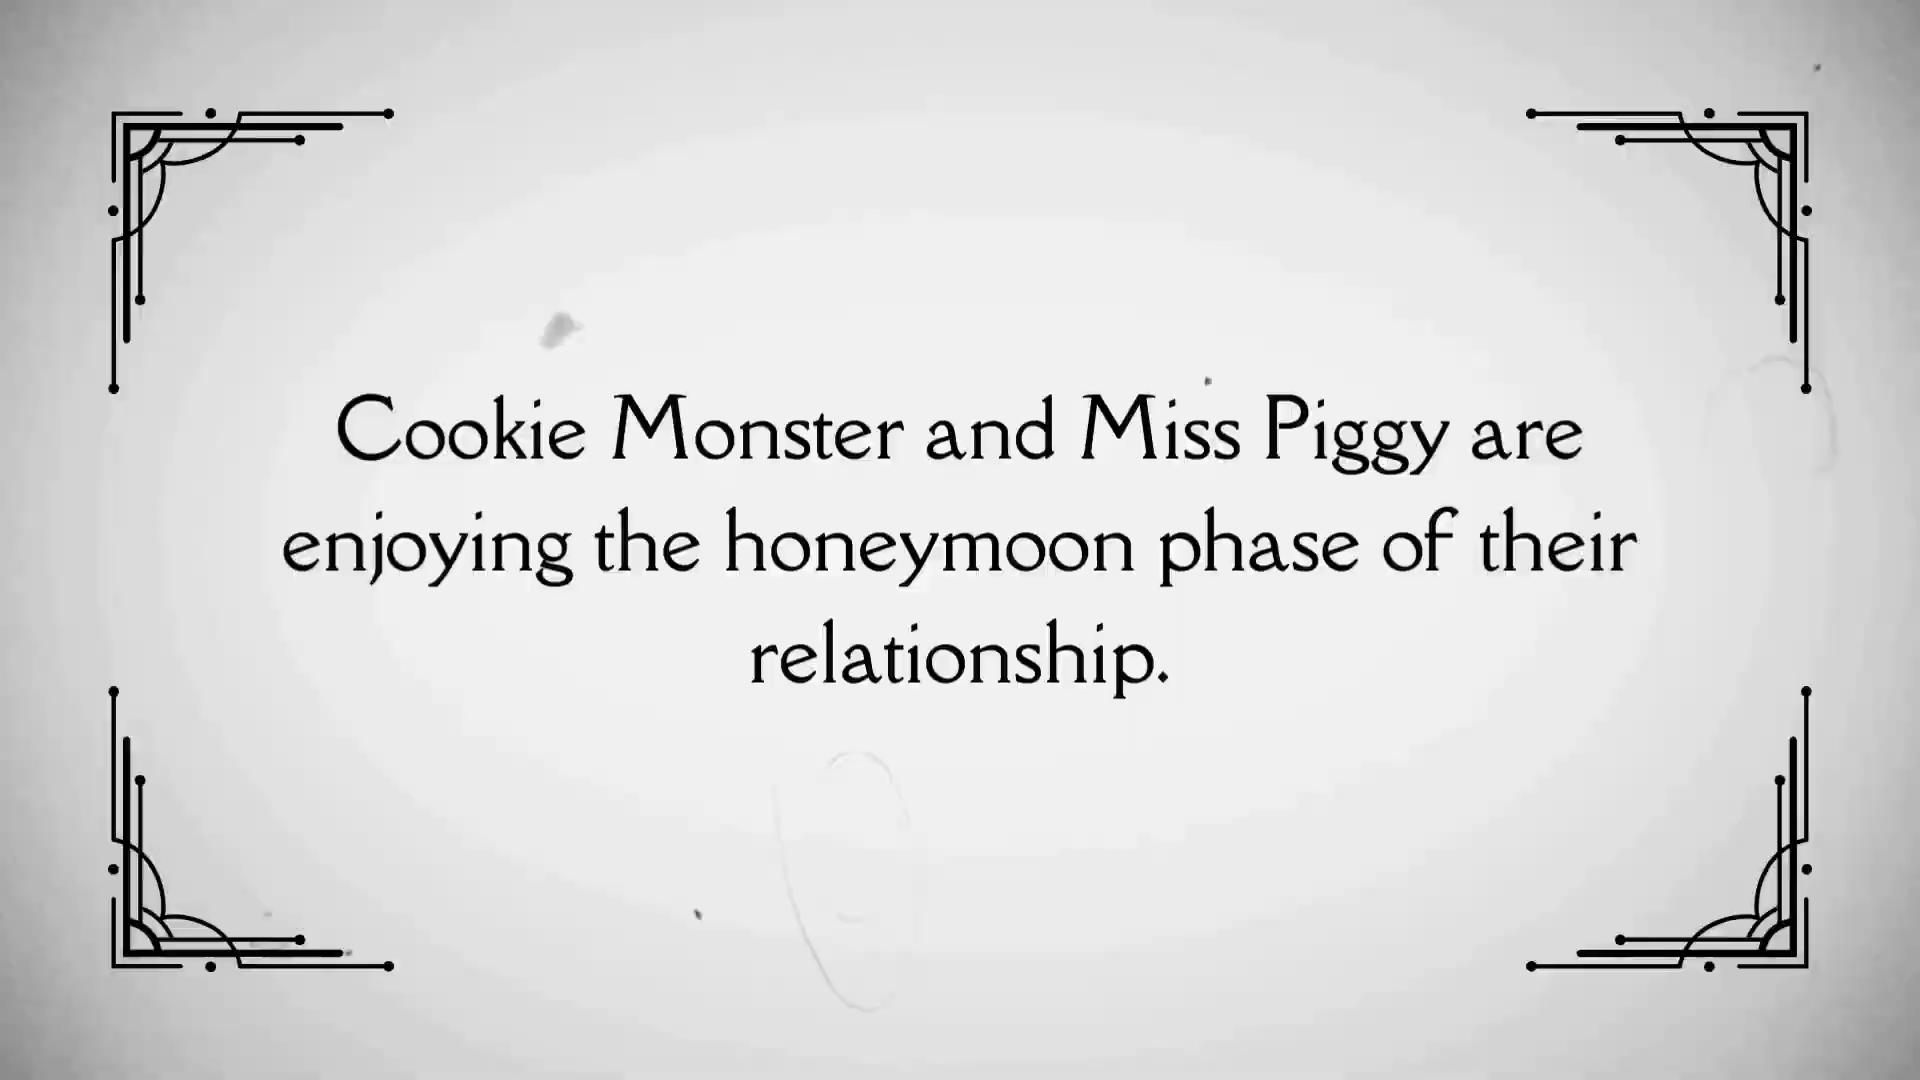 Cookie Monster and Miss Piggy are
enjoying the honeymoon phase of their
relationship.